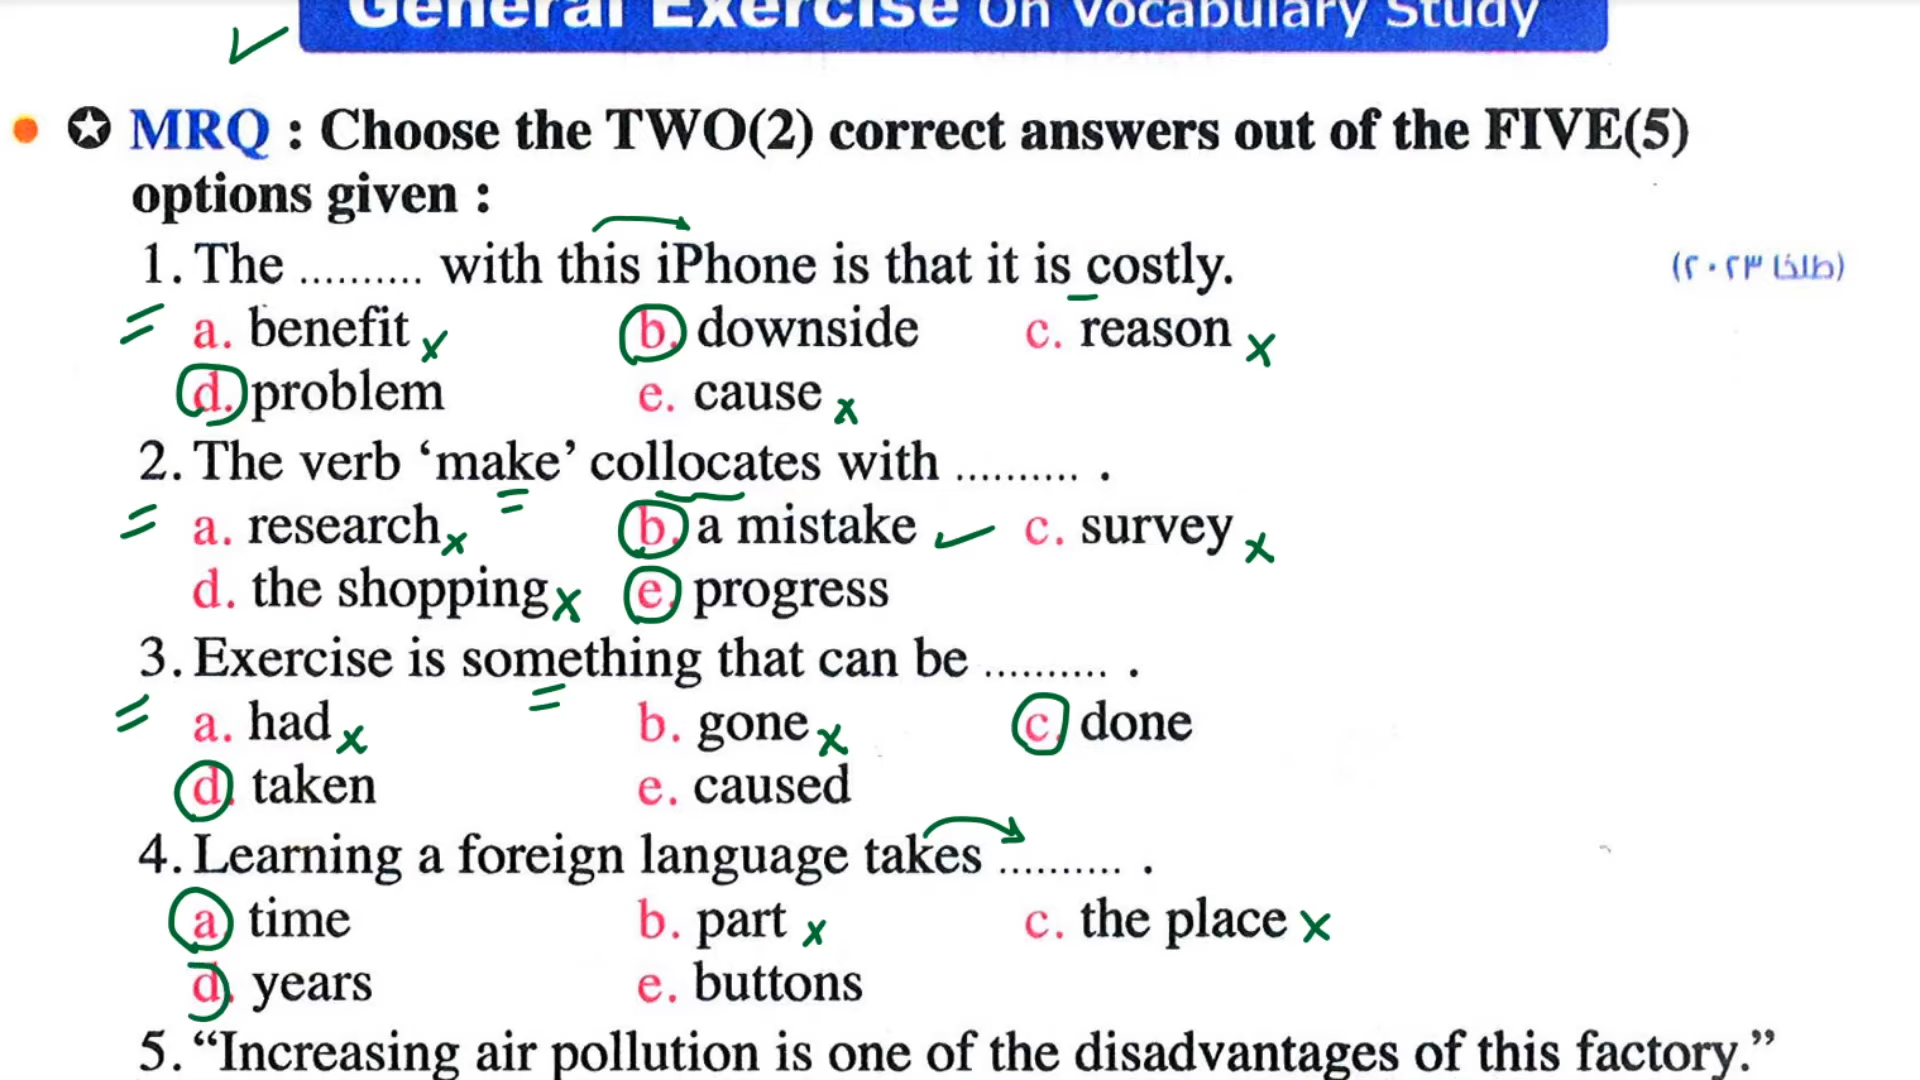 General Exercise On Vocabulary Study
MRQ : Choose the TWO(2) correct answers out of the FIVE(5)
options given :
1. The .......... with this iPhone is that it is costly. (طلخا ٢٠٢٣)
a. benefit b. downside c. reason
d. problem e. cause
2. The verb ‘make’ collocates with .......... .
a. research b. a mistake c. survey
d. the shopping e. progress
3. Exercise is something that can be .......... .
a. had b. gone c. done
d. taken e. caused
4. Learning a foreign language takes .......... .
a. time b. part c. the place
d. years e. buttons
5. “Increasing air pollution is one of the disadvantages of this factory.”